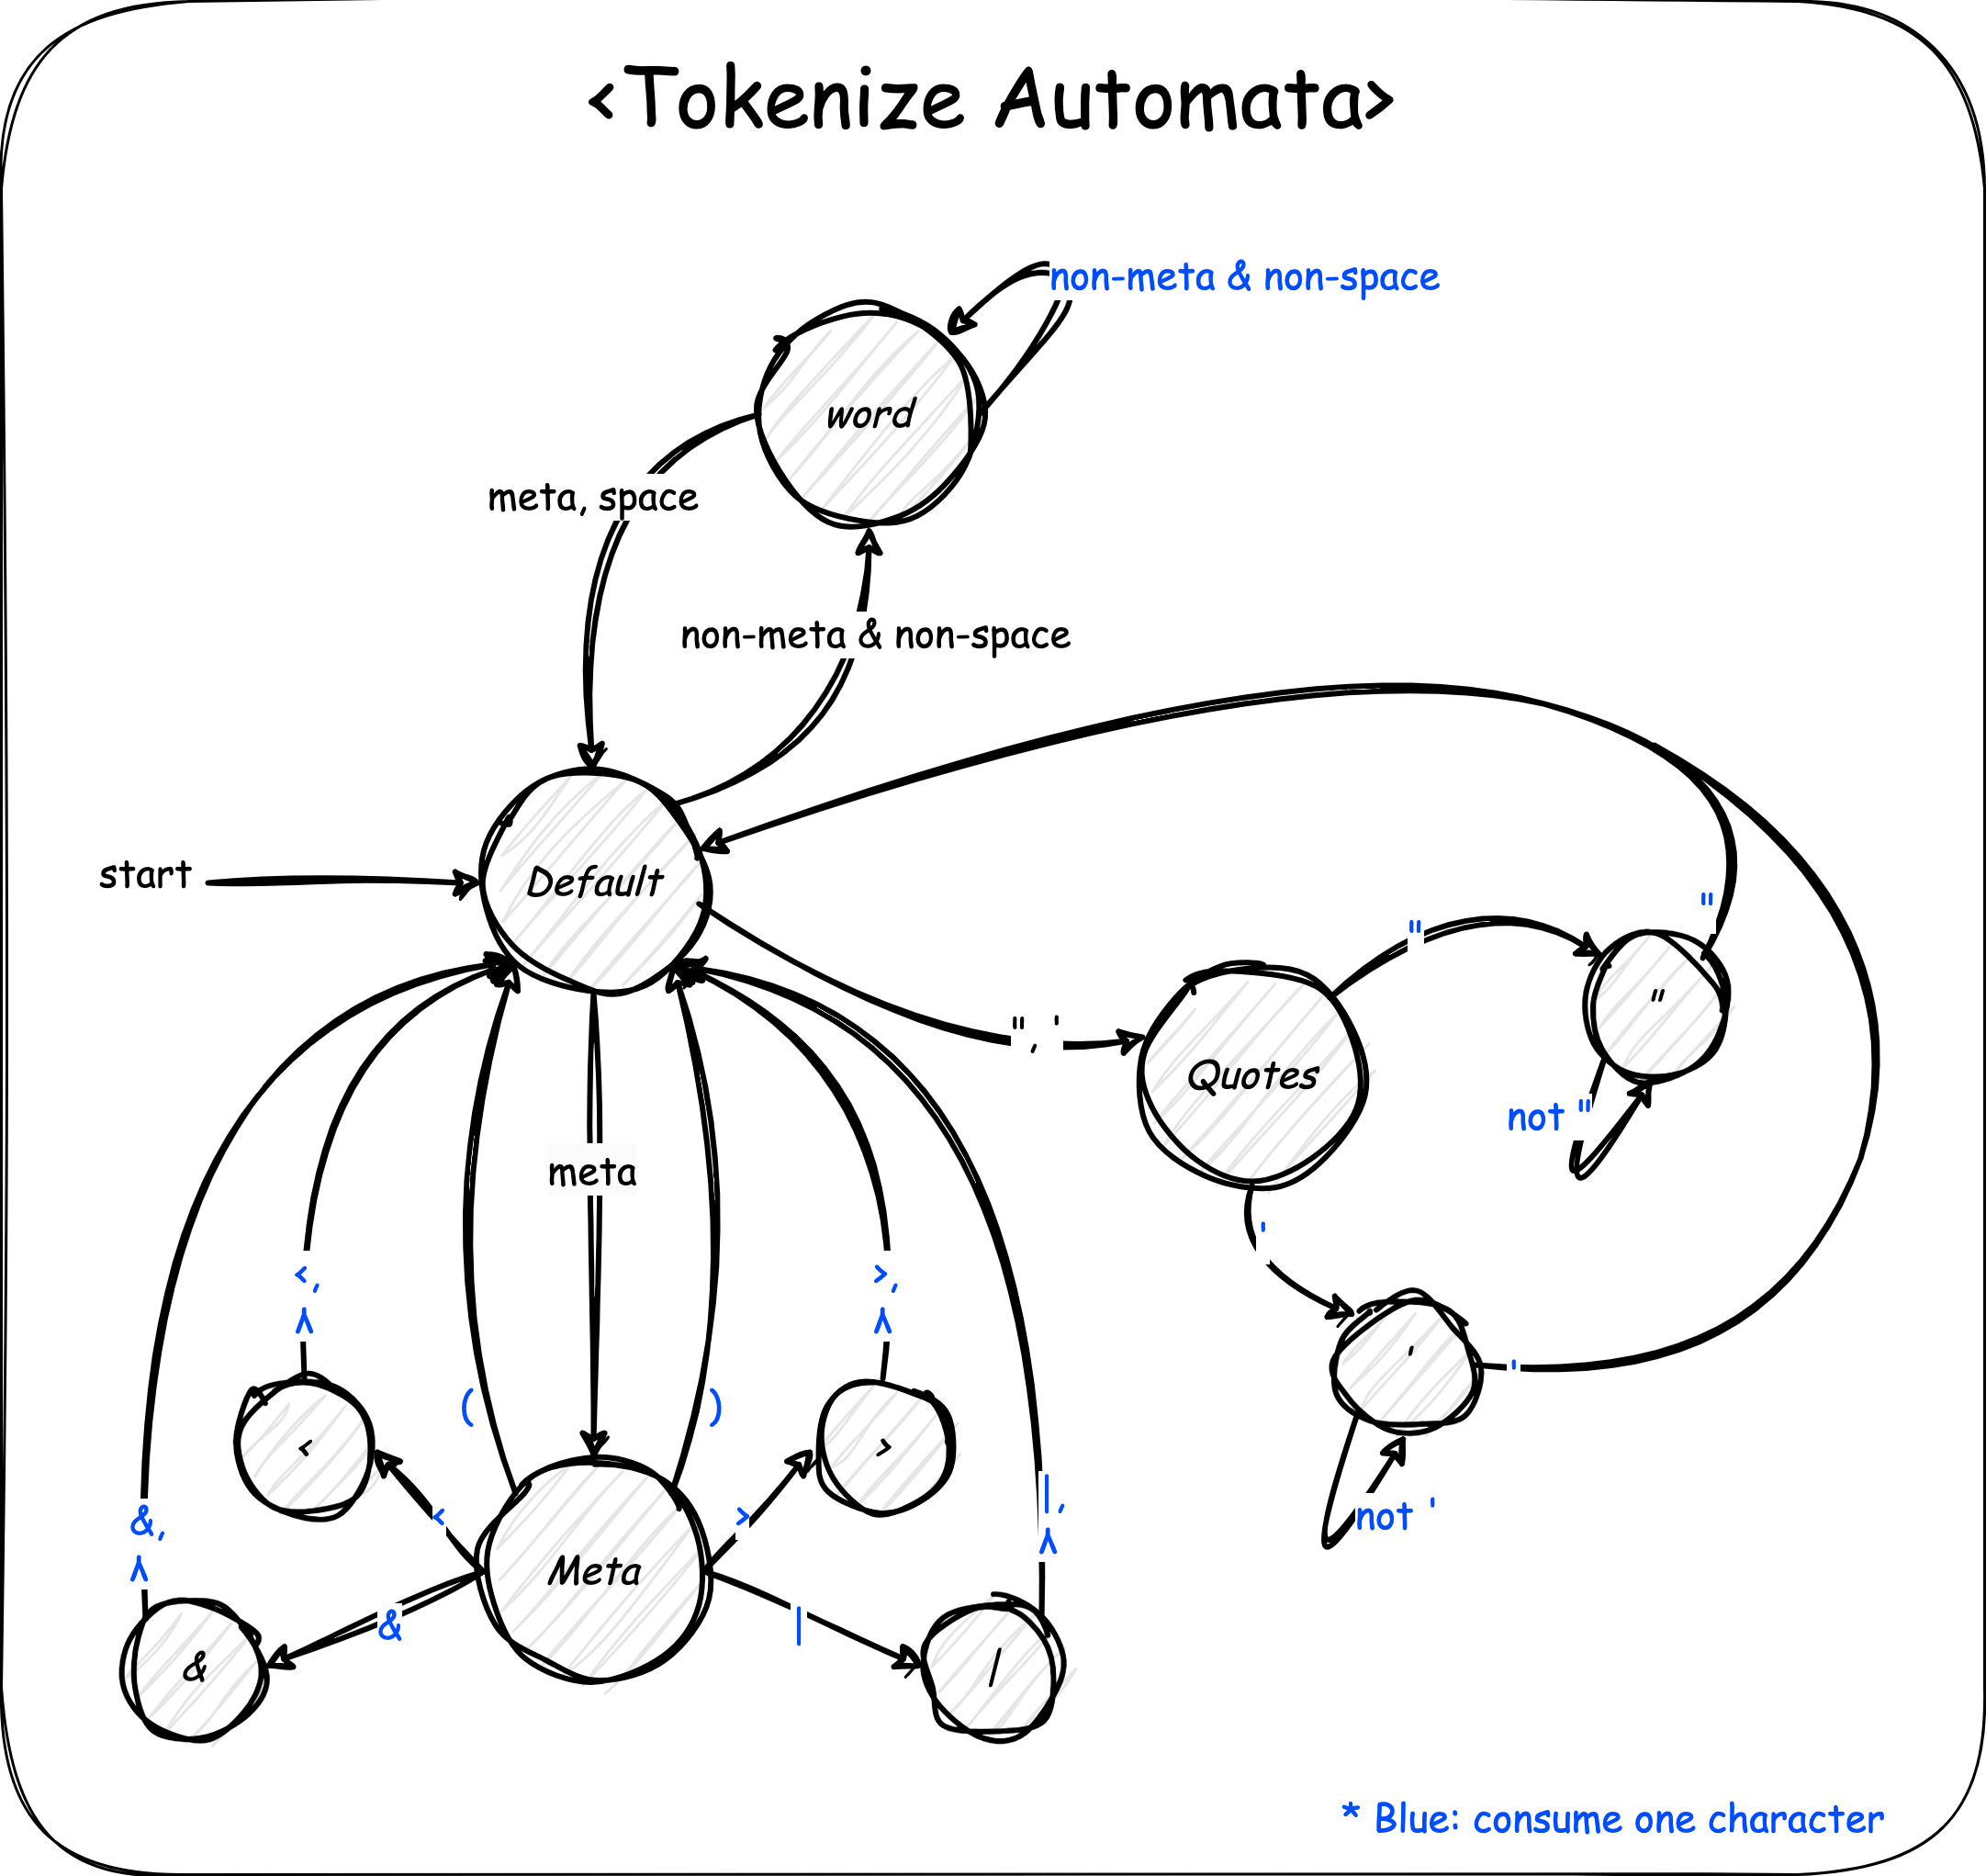 <Tokenize Automata>
non-meta & non-space
word
meta, space
non-meta & non-space
start
Default
"
"
"
", '
Quotes
not "
'
meta
<,
^
>,
^
'
'
not '
(
)
<
>
&,
^
<
>
|,
^
Meta
&
|
&
|
* Blue: consume one character